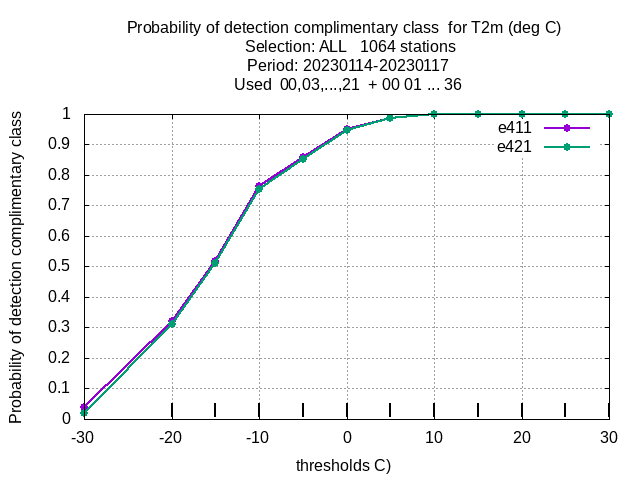 Probability of detection complimentary class  for T2m (deg C)
Selection: ALL   1064 stations
Period: 20230114-20230117
Used  00,03,...,21  + 00 01 ... 36
Probability of detection complimentary class
1
0.9
0.8
0.7
0.6
0.5
0.4
0.3
0.2
0.1
0
e411
e421
-30
-20
-10
0
10
20
30
thresholds C)